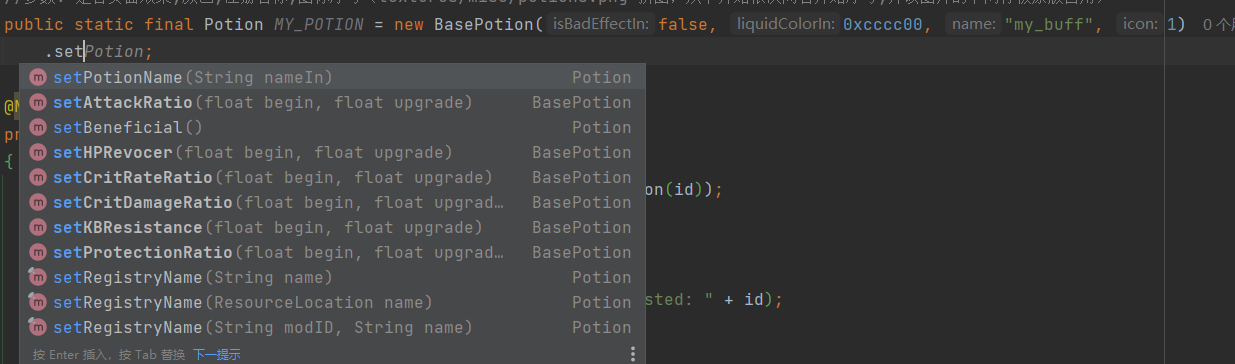 public static final Potion MY_POTION = new BasePotion( isBadEffectIn: false, liquidColorIn: 0xcccc00, name: "my_buff", icon: 1) 0 个
.setPotion;
setPotionName(String nameIn) Potion
setAttackRatio(float begin, float upgrade) BasePotion
setBeneficial() Potion
setHPRevocer(float begin, float upgrade) BasePotion
setCritRateRatio(float begin, float upgrade) BasePotion
setCritDamageRatio(float begin, float upgrad… BasePotion
setKBResistance(float begin, float upgrade) BasePotion
setProtectionRatio(float begin, float upgrad… BasePotion
setRegistryName(String name) Potion
setRegistryName(ResourceLocation name) Potion
setRegistryName(String modID, String name) Potion
按 Enter 插入，按 Tab 替换 下一提示
pr
{
on(id));
sted: " + id);